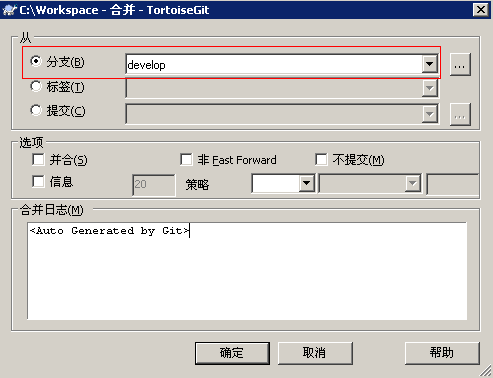 C:\Workspace - 合并 - TortoiseGit
从
分支(B) develop ...
标签(T)
提交(C) ...
选项
并合(S) 非 Fast Forward 不提交(M)
信息 20 策略
合并日志(M)
<Auto Generated by Git>
确定 取消 帮助